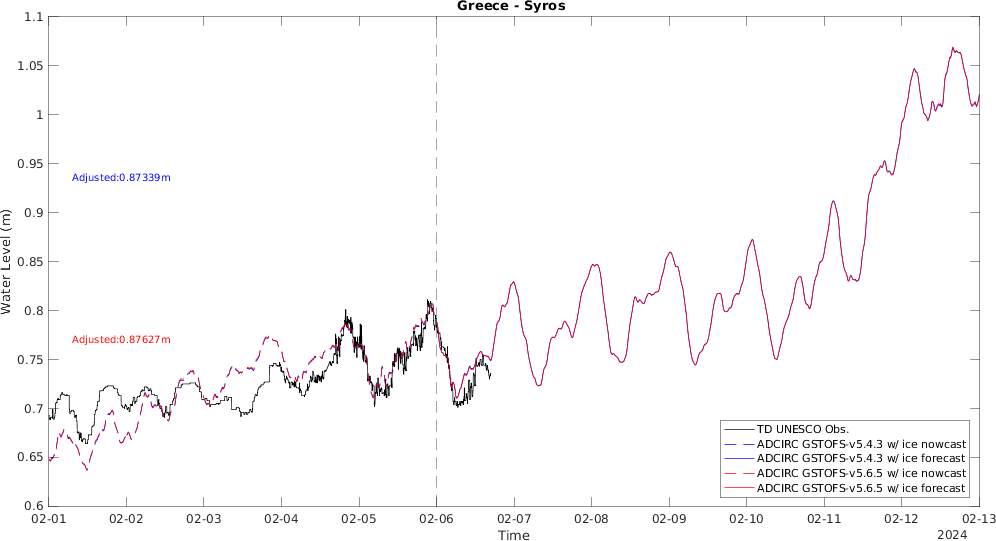 Greece - Syros
1.1
1.05
1
0.95
0.9
0.85
0.8
0.75
0.7
0.65
0.6
Water Level (m)
Adjusted:0.87339m
Adjusted:0.87627m
TD UNESCO Obs.
ADCIRC GSTOFS-v5.4.3 w/ ice nowcast
ADCIRC GSTOFS-v5.4.3 w/ ice forecast
ADCIRC GSTOFS-v5.6.5 w/ ice nowcast
ADCIRC GSTOFS-v5.6.5 w/ ice forecast
02-01 02-02 02-03 02-04 02-05 02-06 02-07 02-08 02-09 02-10 02-11 02-12 02-13
Time
2024